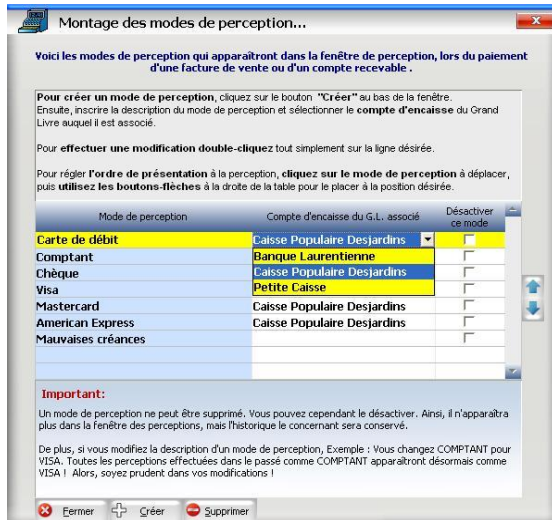 Montage des modes de perception...
Voici les modes de perception qui apparaîtront dans la fenêtre de perception, lors du paiement
d'une facture de vente ou d'un compte recevable .
Pour créer un mode de perception, cliquez sur le bouton "Créer" au bas de la fenêtre.
Ensuite, inscrire la description du mode de perception et sélectionner le compte d'encaisse du Grand
Livre auquel il est associé.
Pour effectuer une modification double-cliquez tout simplement sur la ligne désirée.
Pour régler l'ordre de présentation à la perception, cliquez sur le mode de perception à déplacer,
puis utilisez les boutons-flèches à la droite de la table pour le placer à la position désirée.
Mode de perception Compte d'encaisse du G.L. associé Désactiver
ce mode
Carte de débit Caisse Populaire Desjardins
Comptant Banque Laurentienne
Chèque Caisse Populaire Desjardins
Visa Petite Caisse
Mastercard Caisse Populaire Desjardins
American Express Caisse Populaire Desjardins
Mauvaises créances
Important:
Un mode de perception ne peut être supprimé. Vous pouvez cependant le désactiver. Ainsi, il n'apparaîtra
plus dans la fenêtre des perceptions, mais l'historique le concernant sera conservé.
De plus, si vous modifiez la description d'un mode de perception, Exemple : Vous changez COMPTANT pour
VISA. Toutes les perceptions effectuées dans le passé comme COMPTANT apparaîtront désormais comme
VISA ! Alors, soyez prudent dans vos modifications !
Fermer Créer Supprimer